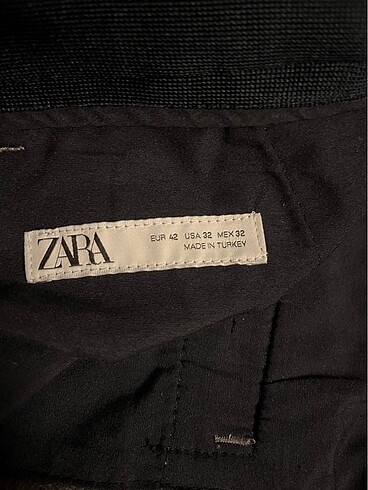 ZARA
EUR 42 USA 32 MEX 32
MADE IN TURKEY